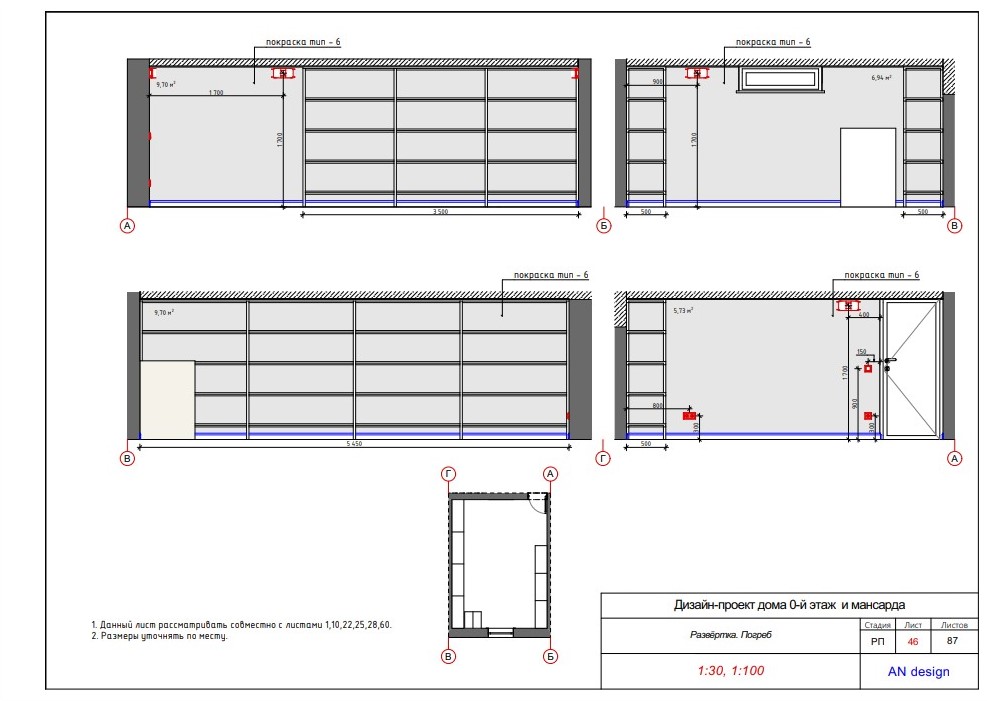 покраска тип - 6
покраска тип - 6
9,70 м²
1 700
1 700
3 500
900
6,94 м²
1 700
500
500
А
Б
В
покраска тип - 6
покраска тип - 6
9,70 м²
5 450
5,73 м²
400
150
1 700
900
800
300
300
500
В
Г
А
Г
А
В
Б
1. Данный лист рассматривать совместно с листами 1,10,22,25,28,60.
2. Размеры уточнять по месту.
Дизайн-проект дома 0-й этаж и мансарда
Развёртка. Погреб
Стадия
Лист
Листов
РП
46
87
1:30, 1:100
AN design